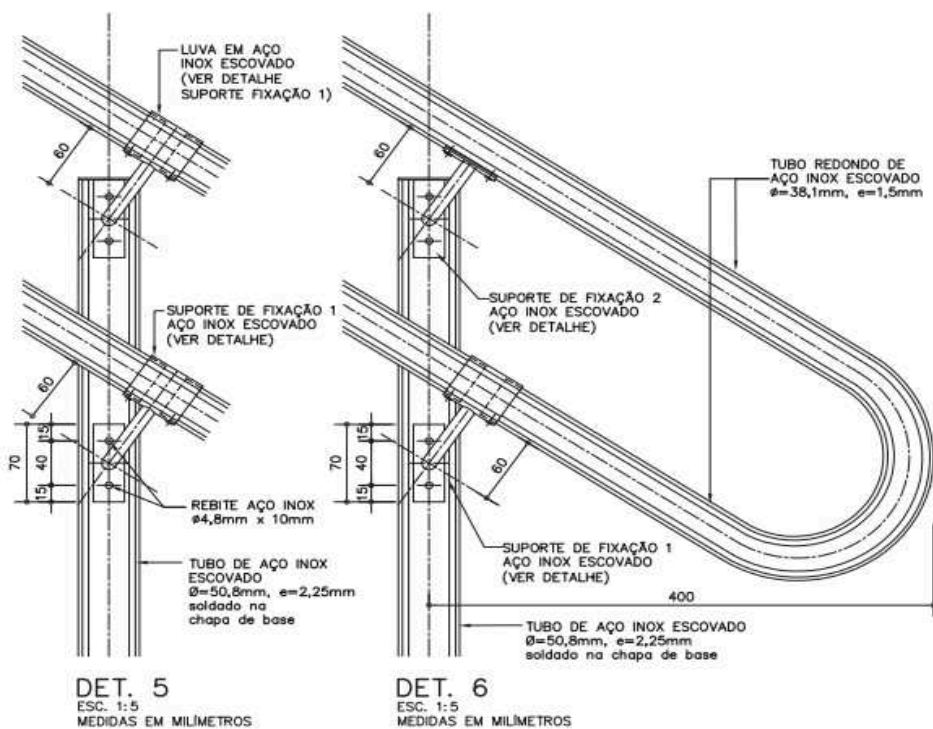 LUVA EM AÇO
INOX ESCOVADO
(VER DETALHE
SUPORTE FIXAÇÃO 1)
60
SUPORTE DE FIXAÇÃO 1
AÇO INOX ESCOVADO
(VER DETALHE)
60
15
70
40
15
REBITE AÇO INOX
ø4,8mm x 10mm
TUBO DE AÇO INOX
ESCOVADO
Ø=50,8mm, e=2,25mm
soldado na
chapa de base
DET. 5
ESC. 1:5
MEDIDAS EM MILÍMETROS
60
TUBO REDONDO DE
AÇO INOX ESCOVADO
ø=38,1mm, e=1,5mm
SUPORTE DE FIXAÇÃO 2
AÇO INOX ESCOVADO
(VER DETALHE)
15
70
40
15
60
SUPORTE DE FIXAÇÃO 1
AÇO INOX ESCOVADO
(VER DETALHE)
400
TUBO DE AÇO INOX ESCOVADO
Ø=50,8mm, e=2,25mm
soldado na chapa de base
DET. 6
ESC. 1:5
MEDIDAS EM MILÍMETROS